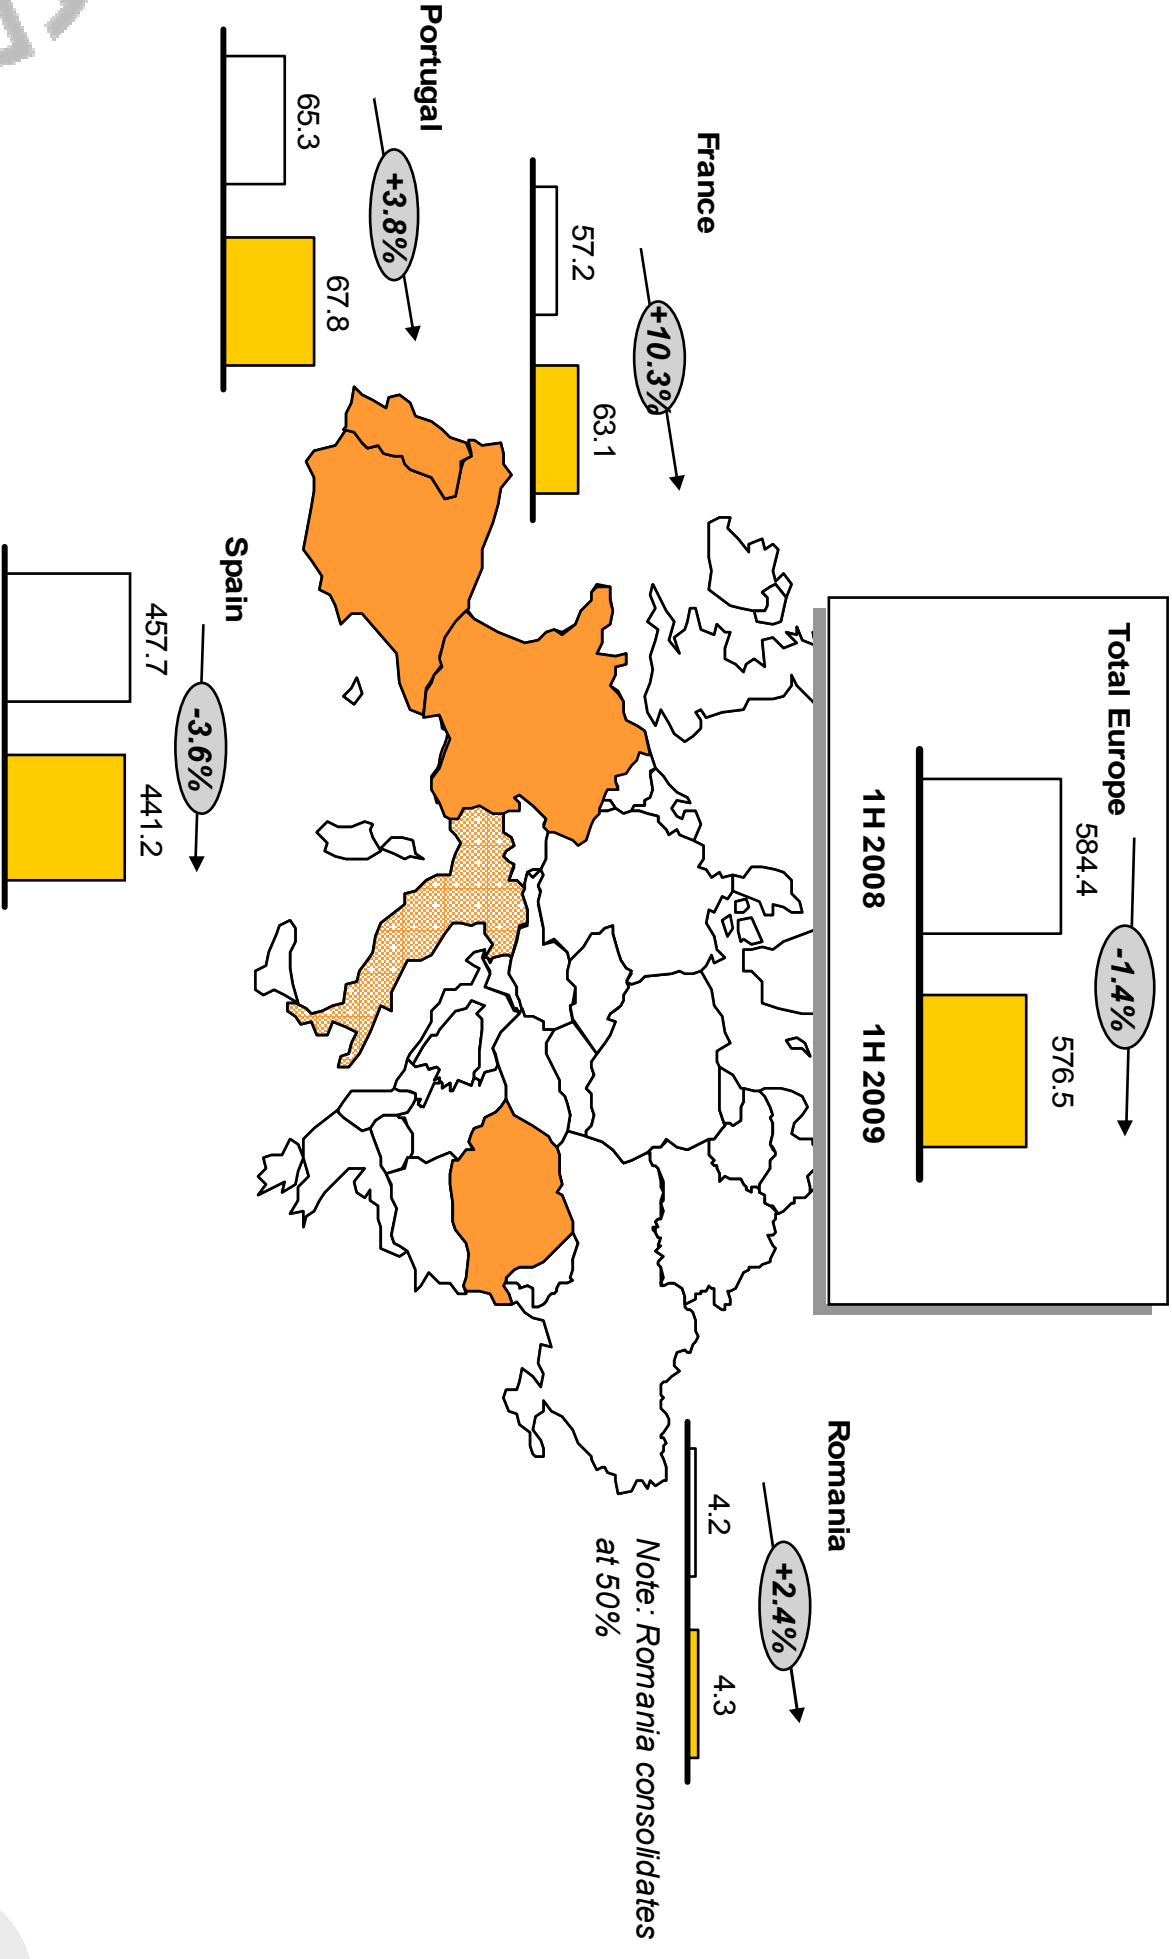 Total Europe
-1.4%
584.4
576.5
1H 2008
1H 2009
France
+10.3%
57.2
63.1
Romania
+2.4%
4.2
4.3
Note: Romania consolidates
at 50%
Portugal
+3.8%
65.3
67.8
Spain
-3.6%
457.7
441.2